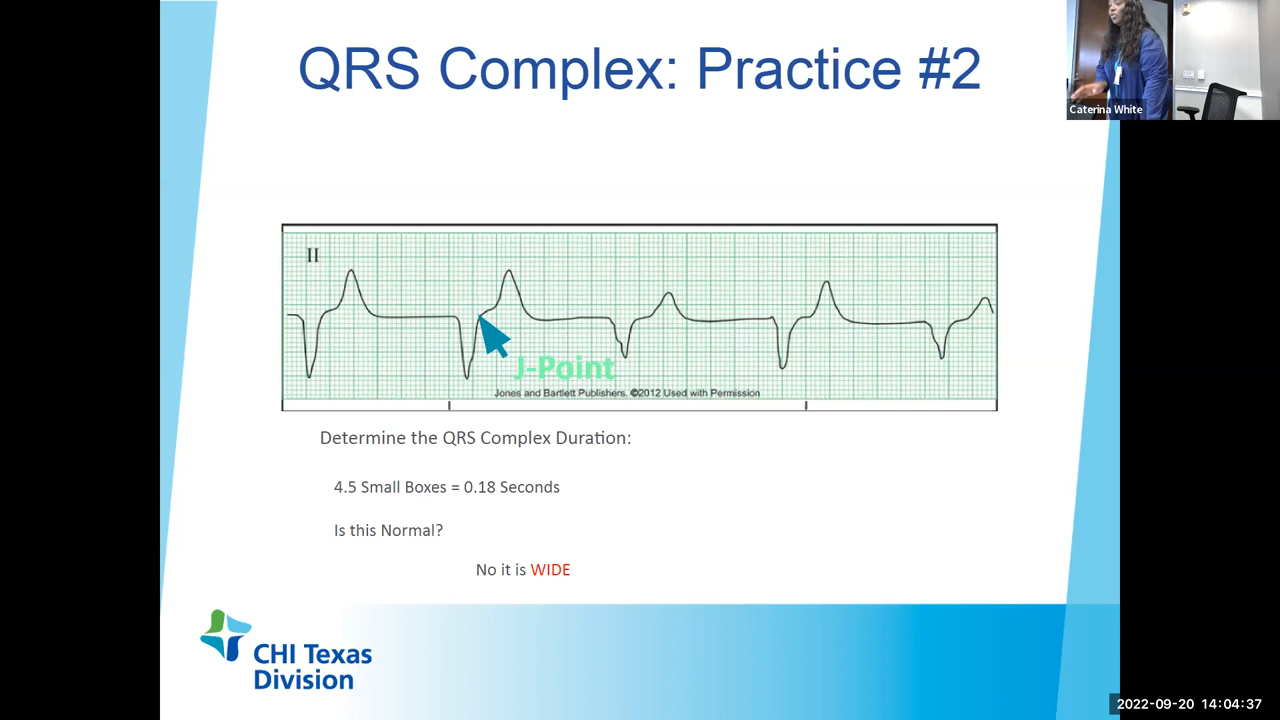 QRS Complex: Practice #2
Caterina White
II
J-Point
Jones and Bartlett Publishers, ©2012 Used with Permission
Determine the QRS Complex Duration:
4.5 Small Boxes = 0.18 Seconds
Is this Normal?
No it is WIDE
CHI Texas
Division
2022-09-20 14:04:37